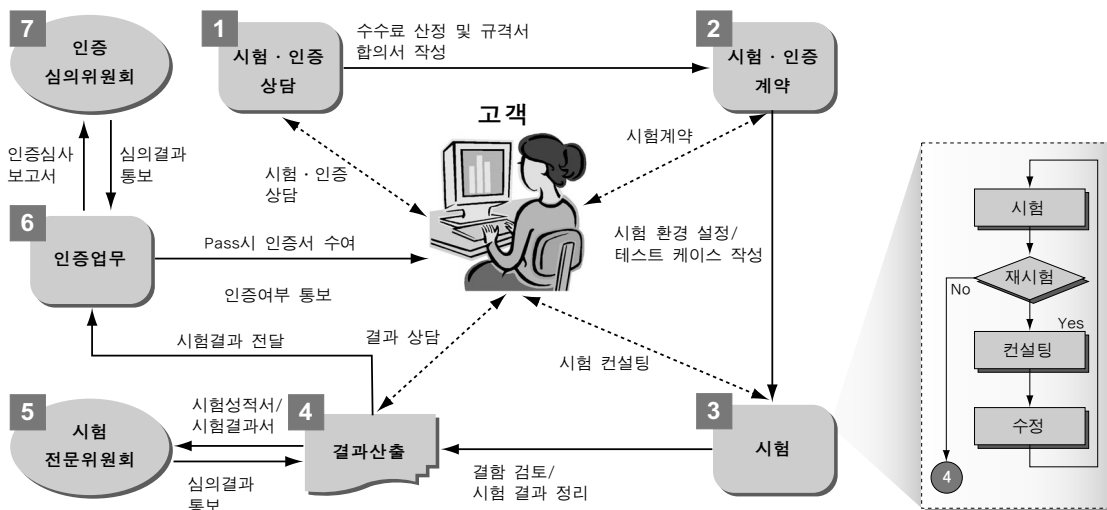 7
인증
심의위원회
1
시험 · 인증
상담
수수료 산정 및 규격서
합의서 작성
2
시험 · 인증
계약
고객
인증심사
보고서
심의결과
통보
시험 · 인증
상담
시험계약
6
인증업무
Pass시 인증서 수여
인증여부 통보
시험 환경 설정/
테스트 케이스 작성
시험결과 전달
결과 상담
시험 컨설팅
5
시험
전문위원회
시험성적서/
시험결과서
심의결과
통보
4
결과산출
결함 검토/
시험 결과 정리
3
시험
시험
재시험
No
Yes
컨설팅
수정
4